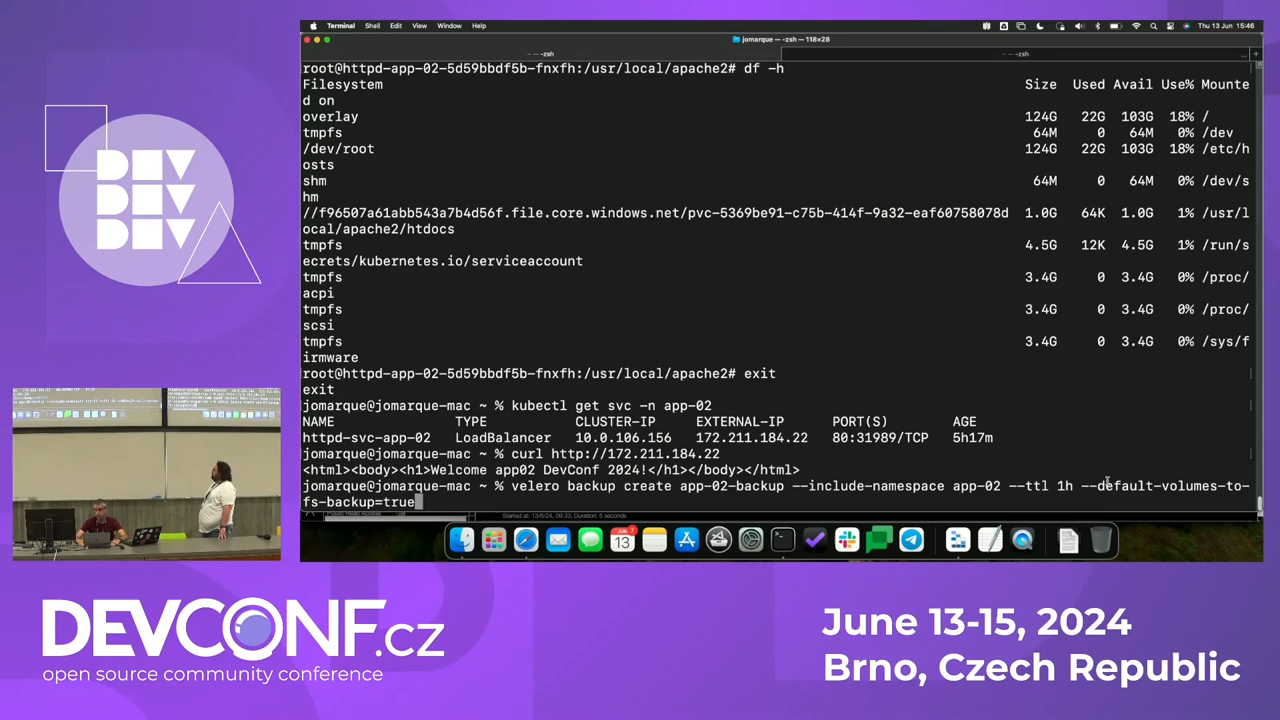 Terminal Shell Edit View Window Help
Thu 13 Jun 15:46
jomarque — -zsh — 118×28
-zsh
-zsh
root@httpd-app-02-5d59bbdf5b-fnxfh:/usr/local/apache2# df -h
Filesystem Size Used Avail Use% Mounte
d on
overlay 124G 22G 103G 18% /
tmpfs 64M 0 64M 0% /dev
/dev/root 124G 22G 103G 18% /etc/h
osts
shm 64M 0 64M 0% /dev/s
hm
//f96507a61abb543a7b4d56f.file.core.windows.net/pvc-5369be91-c75b-414f-9a32-eaf60758078d 1.0G 64K 1.0G 1% /usr/l
ocal/apache2/htdocs
tmpfs 4.5G 12K 4.5G 1% /run/s
ecrets/kubernetes.io/serviceaccount
tmpfs 3.4G 0 3.4G 0% /proc/
acpi
tmpfs 3.4G 0 3.4G 0% /proc/
scsi
tmpfs 3.4G 0 3.4G 0% /sys/f
irmware
root@httpd-app-02-5d59bbdf5b-fnxfh:/usr/local/apache2# exit
exit
jomarque@jomarque-mac ~ % kubectl get svc -n app-02
NAME TYPE CLUSTER-IP EXTERNAL-IP PORT(S) AGE
httpd-svc-app-02 LoadBalancer 10.0.106.156 172.211.184.22 80:31989/TCP 5h17m
jomarque@jomarque-mac ~ % curl http://172.211.184.22
<html><body><h1>Welcome app02 DevConf 2024!</h1></body></html>
jomarque@jomarque-mac ~ % velero backup create app-02-backup --include-namespace app-02 --ttl 1h --default-volumes-to-
fs-backup=true
DEV
DEV
DEV
DEVCONF.cz
open source community conference
June 13-15, 2024
Brno, Czech Republic